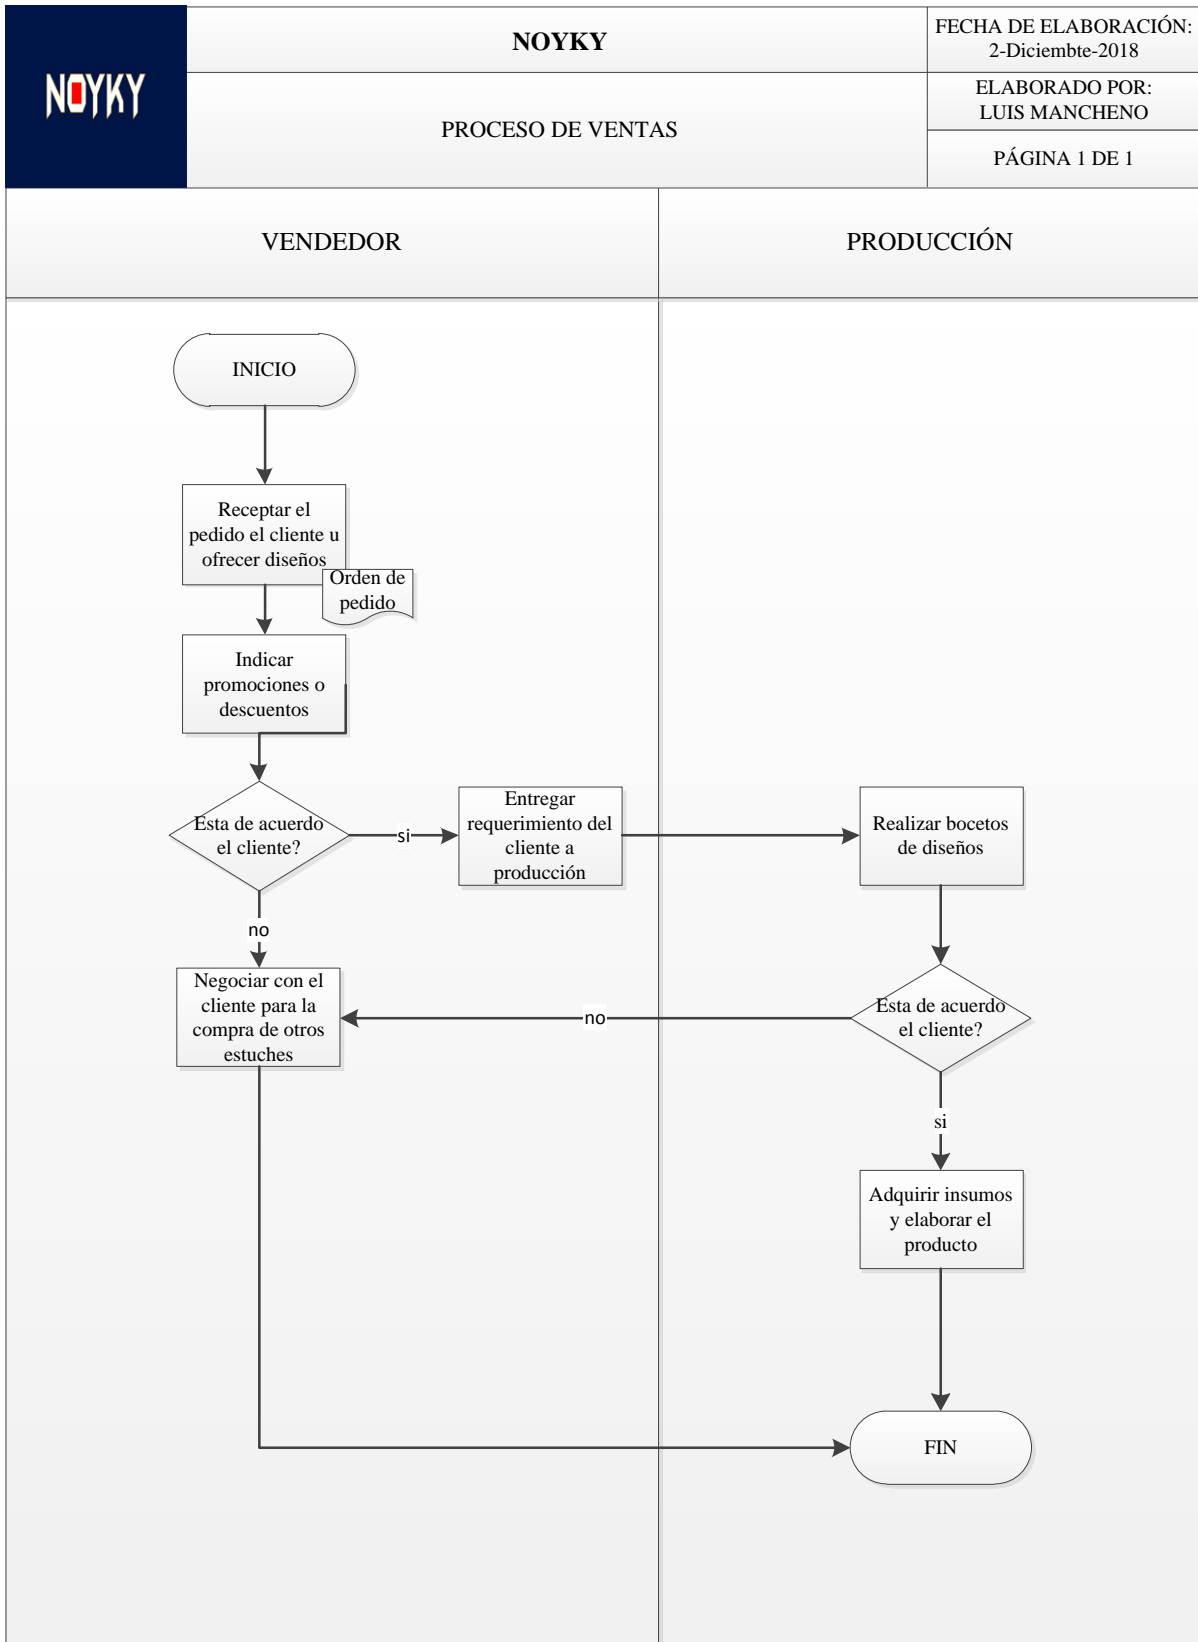 NOYKY
NOYKY
FECHA DE ELABORACIÓN:
2-Diciembte-2018
PROCESO DE VENTAS
ELABORADO POR:
LUIS MANCHENO
PÁGINA 1 DE 1
VENDEDOR
PRODUCCIÓN
INICIO
Receptar el
pedido el cliente u
ofrecer diseños
Orden de
pedido
Indicar
promociones o
descuentos
Esta de acuerdo
el cliente?
si
Entregar
requerimiento del
cliente a
producción
Realizar bocetos
de diseños
no
Negociar con el
cliente para la
compra de otros
estuches
no
Esta de acuerdo
el cliente?
si
Adquirir insumos
y elaborar el
producto
FIN